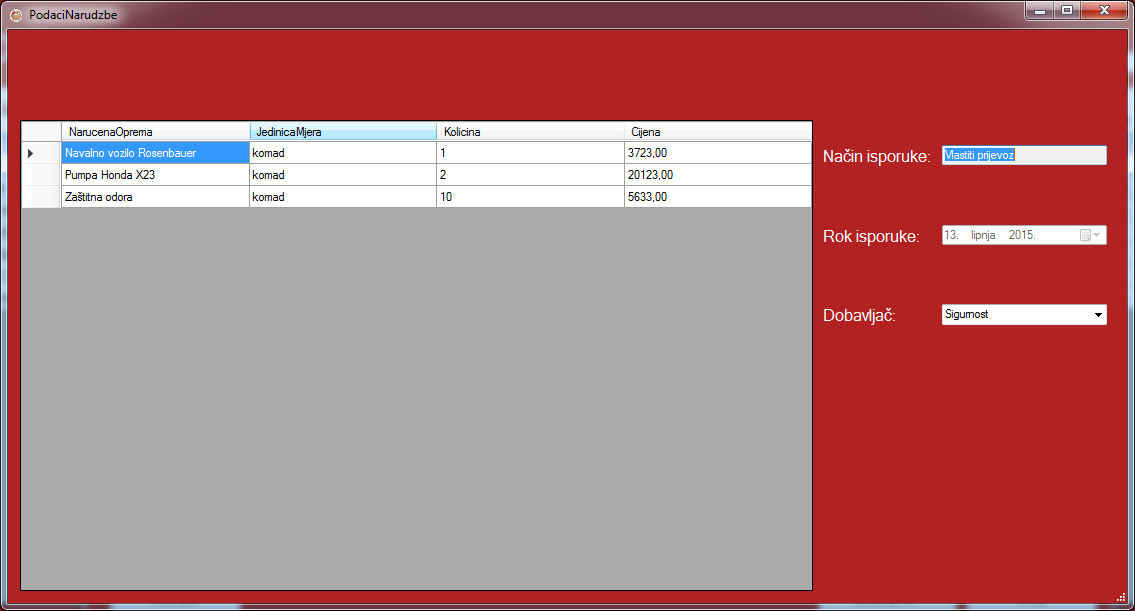 PodaciNarudzbe
NarucenaOprema JedinicaMjera Kolicina Cijena
Navalno vozilo Rosenbauer komad 1 3723,00
Pumpa Honda X23 komad 2 20123,00
Zaštitna odora komad 10 5633,00
Način isporuke: Vlastiti prijevoz
Rok isporuke: 13. lipnja 2015.
Dobavljač: Sigurnost